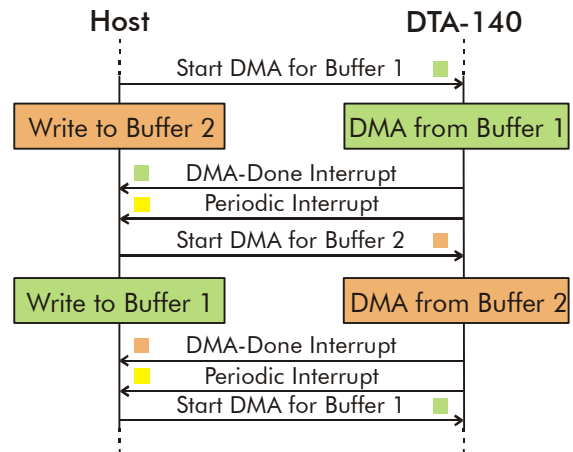 Host
DTA-140
Start DMA for Buffer 1
Write to Buffer 2
DMA from Buffer 1
DMA-Done Interrupt
Periodic Interrupt
Start DMA for Buffer 2
Write to Buffer 1
DMA from Buffer 2
DMA-Done Interrupt
Periodic Interrupt
Start DMA for Buffer 1